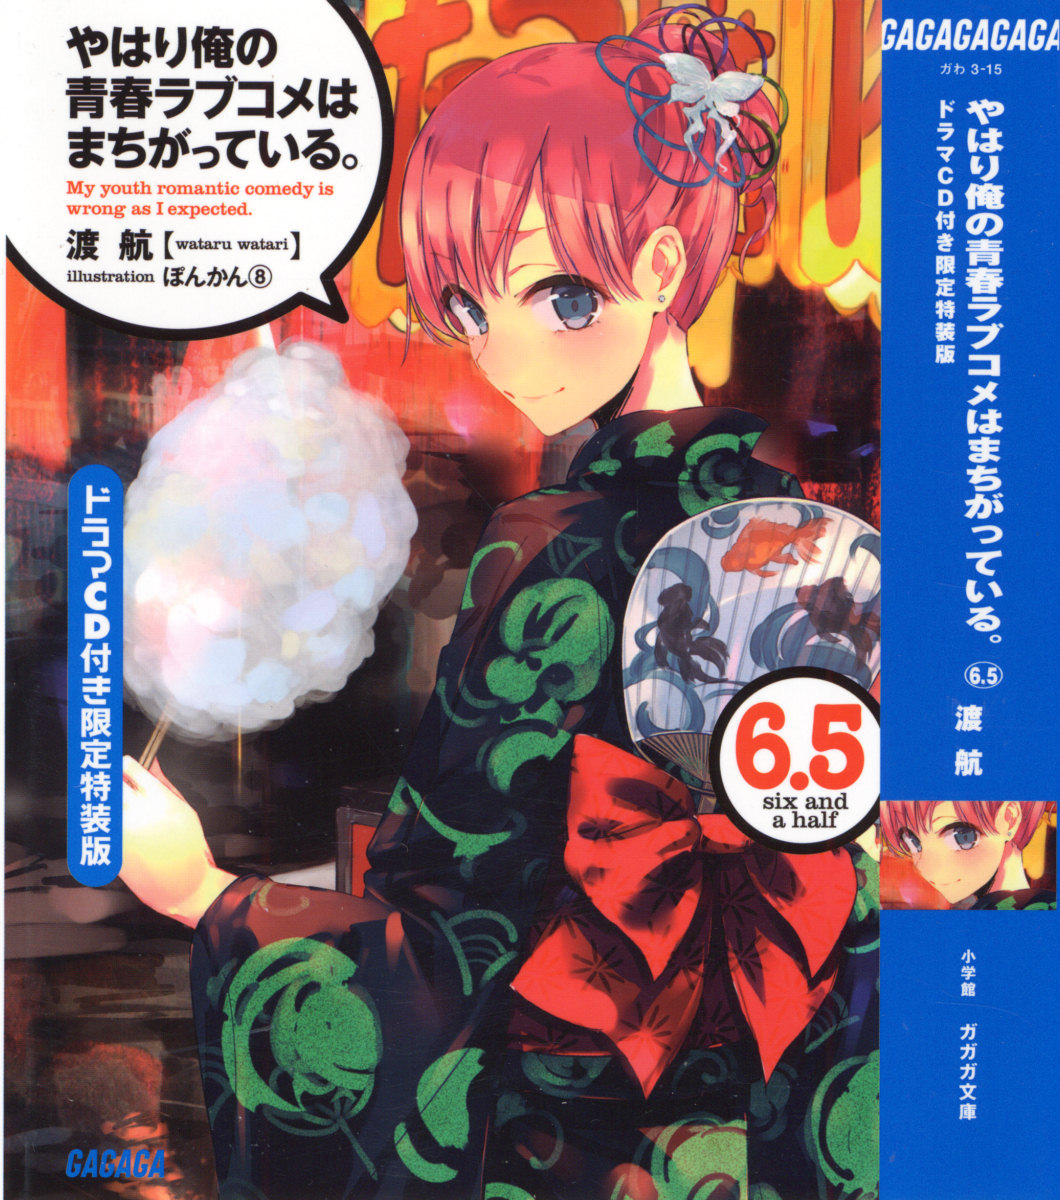 やはり俺の
青春ラブコメは
まちがっている。
My youth romantic comedy is
wrong as I expected.
渡 航【wataru watari】
illustration ぽんかん⑧
ドラマCD付き限定特装版
6.5
six and
a half
GAGAGA
GAGAGAGAGA
ガわ 3-15
やはり俺の青春ラブコメはまちがっている。 6.5 渡 航
ドラマCD付き限定特装版
小学館 ガガガ文庫